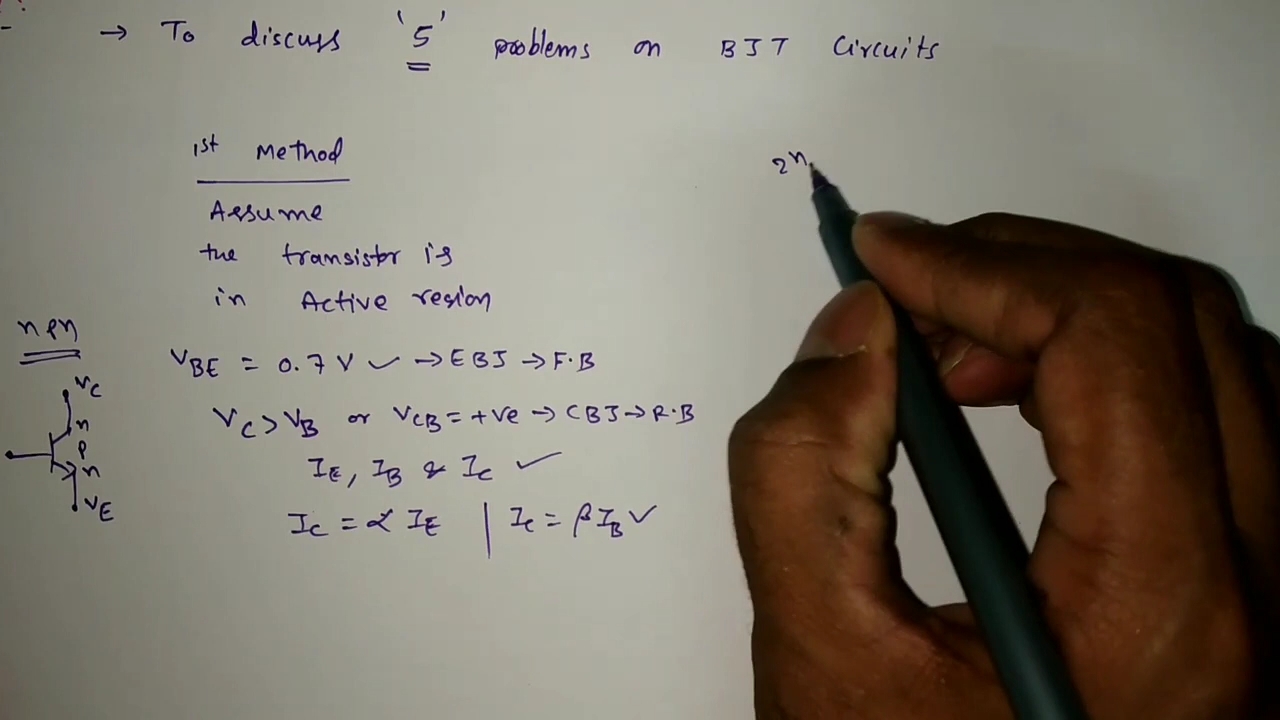 → To discuss '5' problems on BJT Circuits
1st Method
Assume
the transistor is
in Active region
npn
VBE = 0.7 V ✓ → EBJ → F.B
VC > VB or VCB = +ve → CBJ → R.B
IE, IB & IC ✓
IC = α IE | IC = β IB ✓
VC
n
p
n
VE
2n